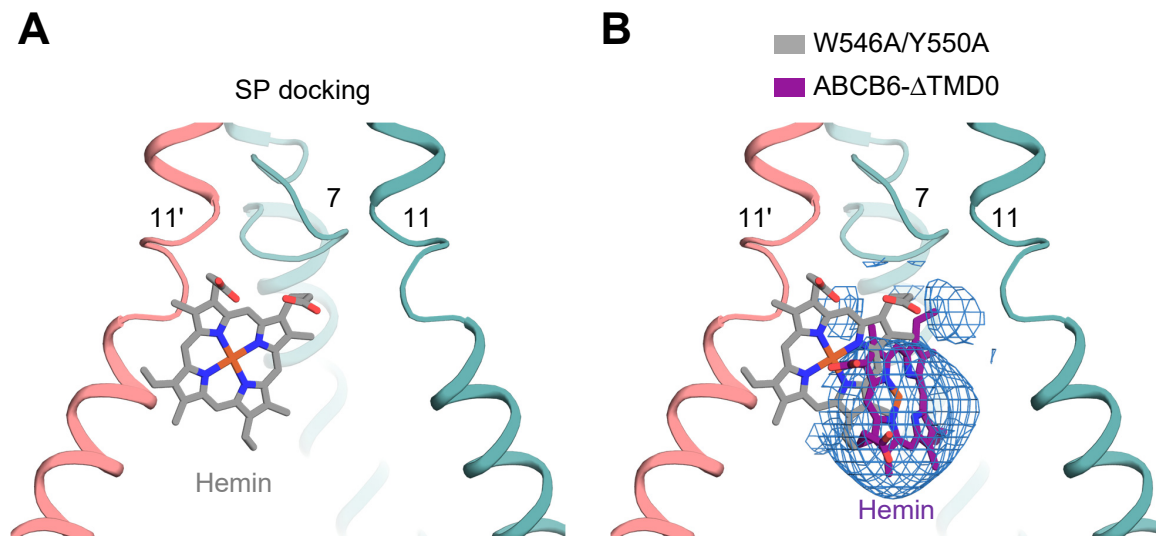 A
SP docking
11'
7
11
Hemin
B
W546A/Y550A
ABCB6-ΔTMD0
11'
7
11
Hemin